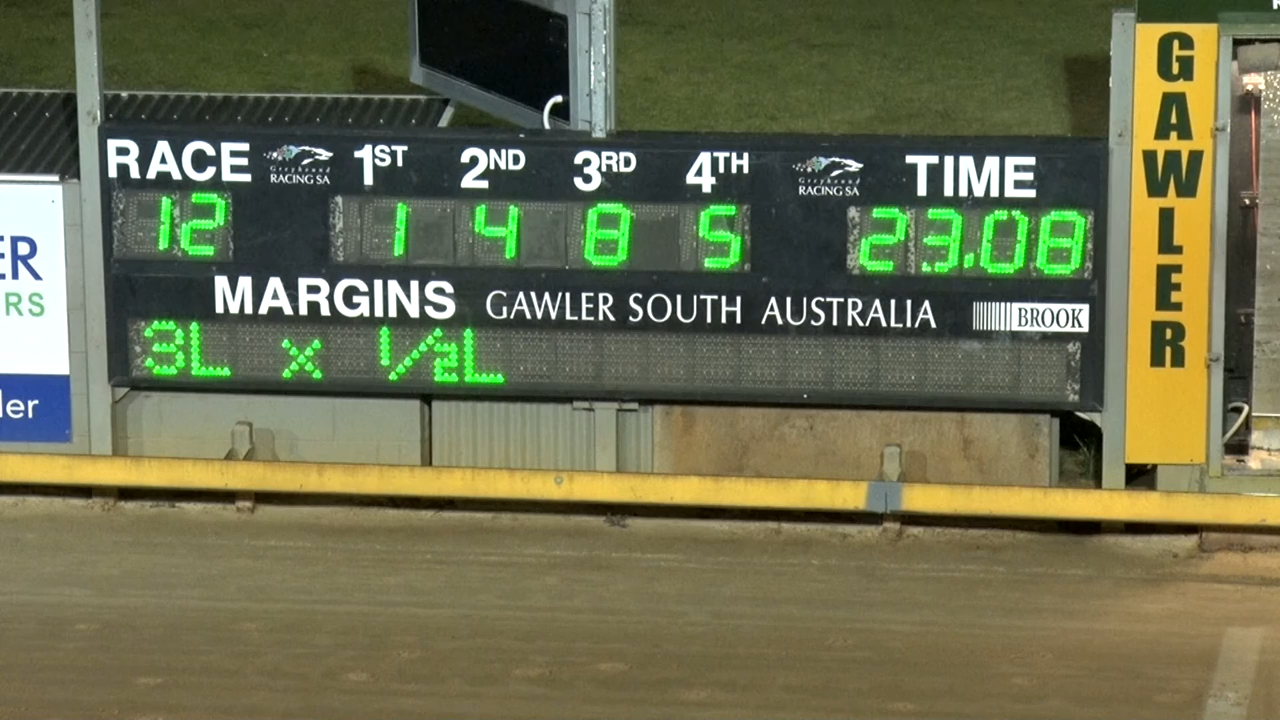 GAWLER
RACE 1ST 2ND 3RD 4TH TIME
Greyhound RACING SA
Greyhound RACING SA
12 1 4 8 5 23.08
MARGINS GAWLER SOUTH AUSTRALIA BROOK
3L x 1/2L
ER
RS
ler